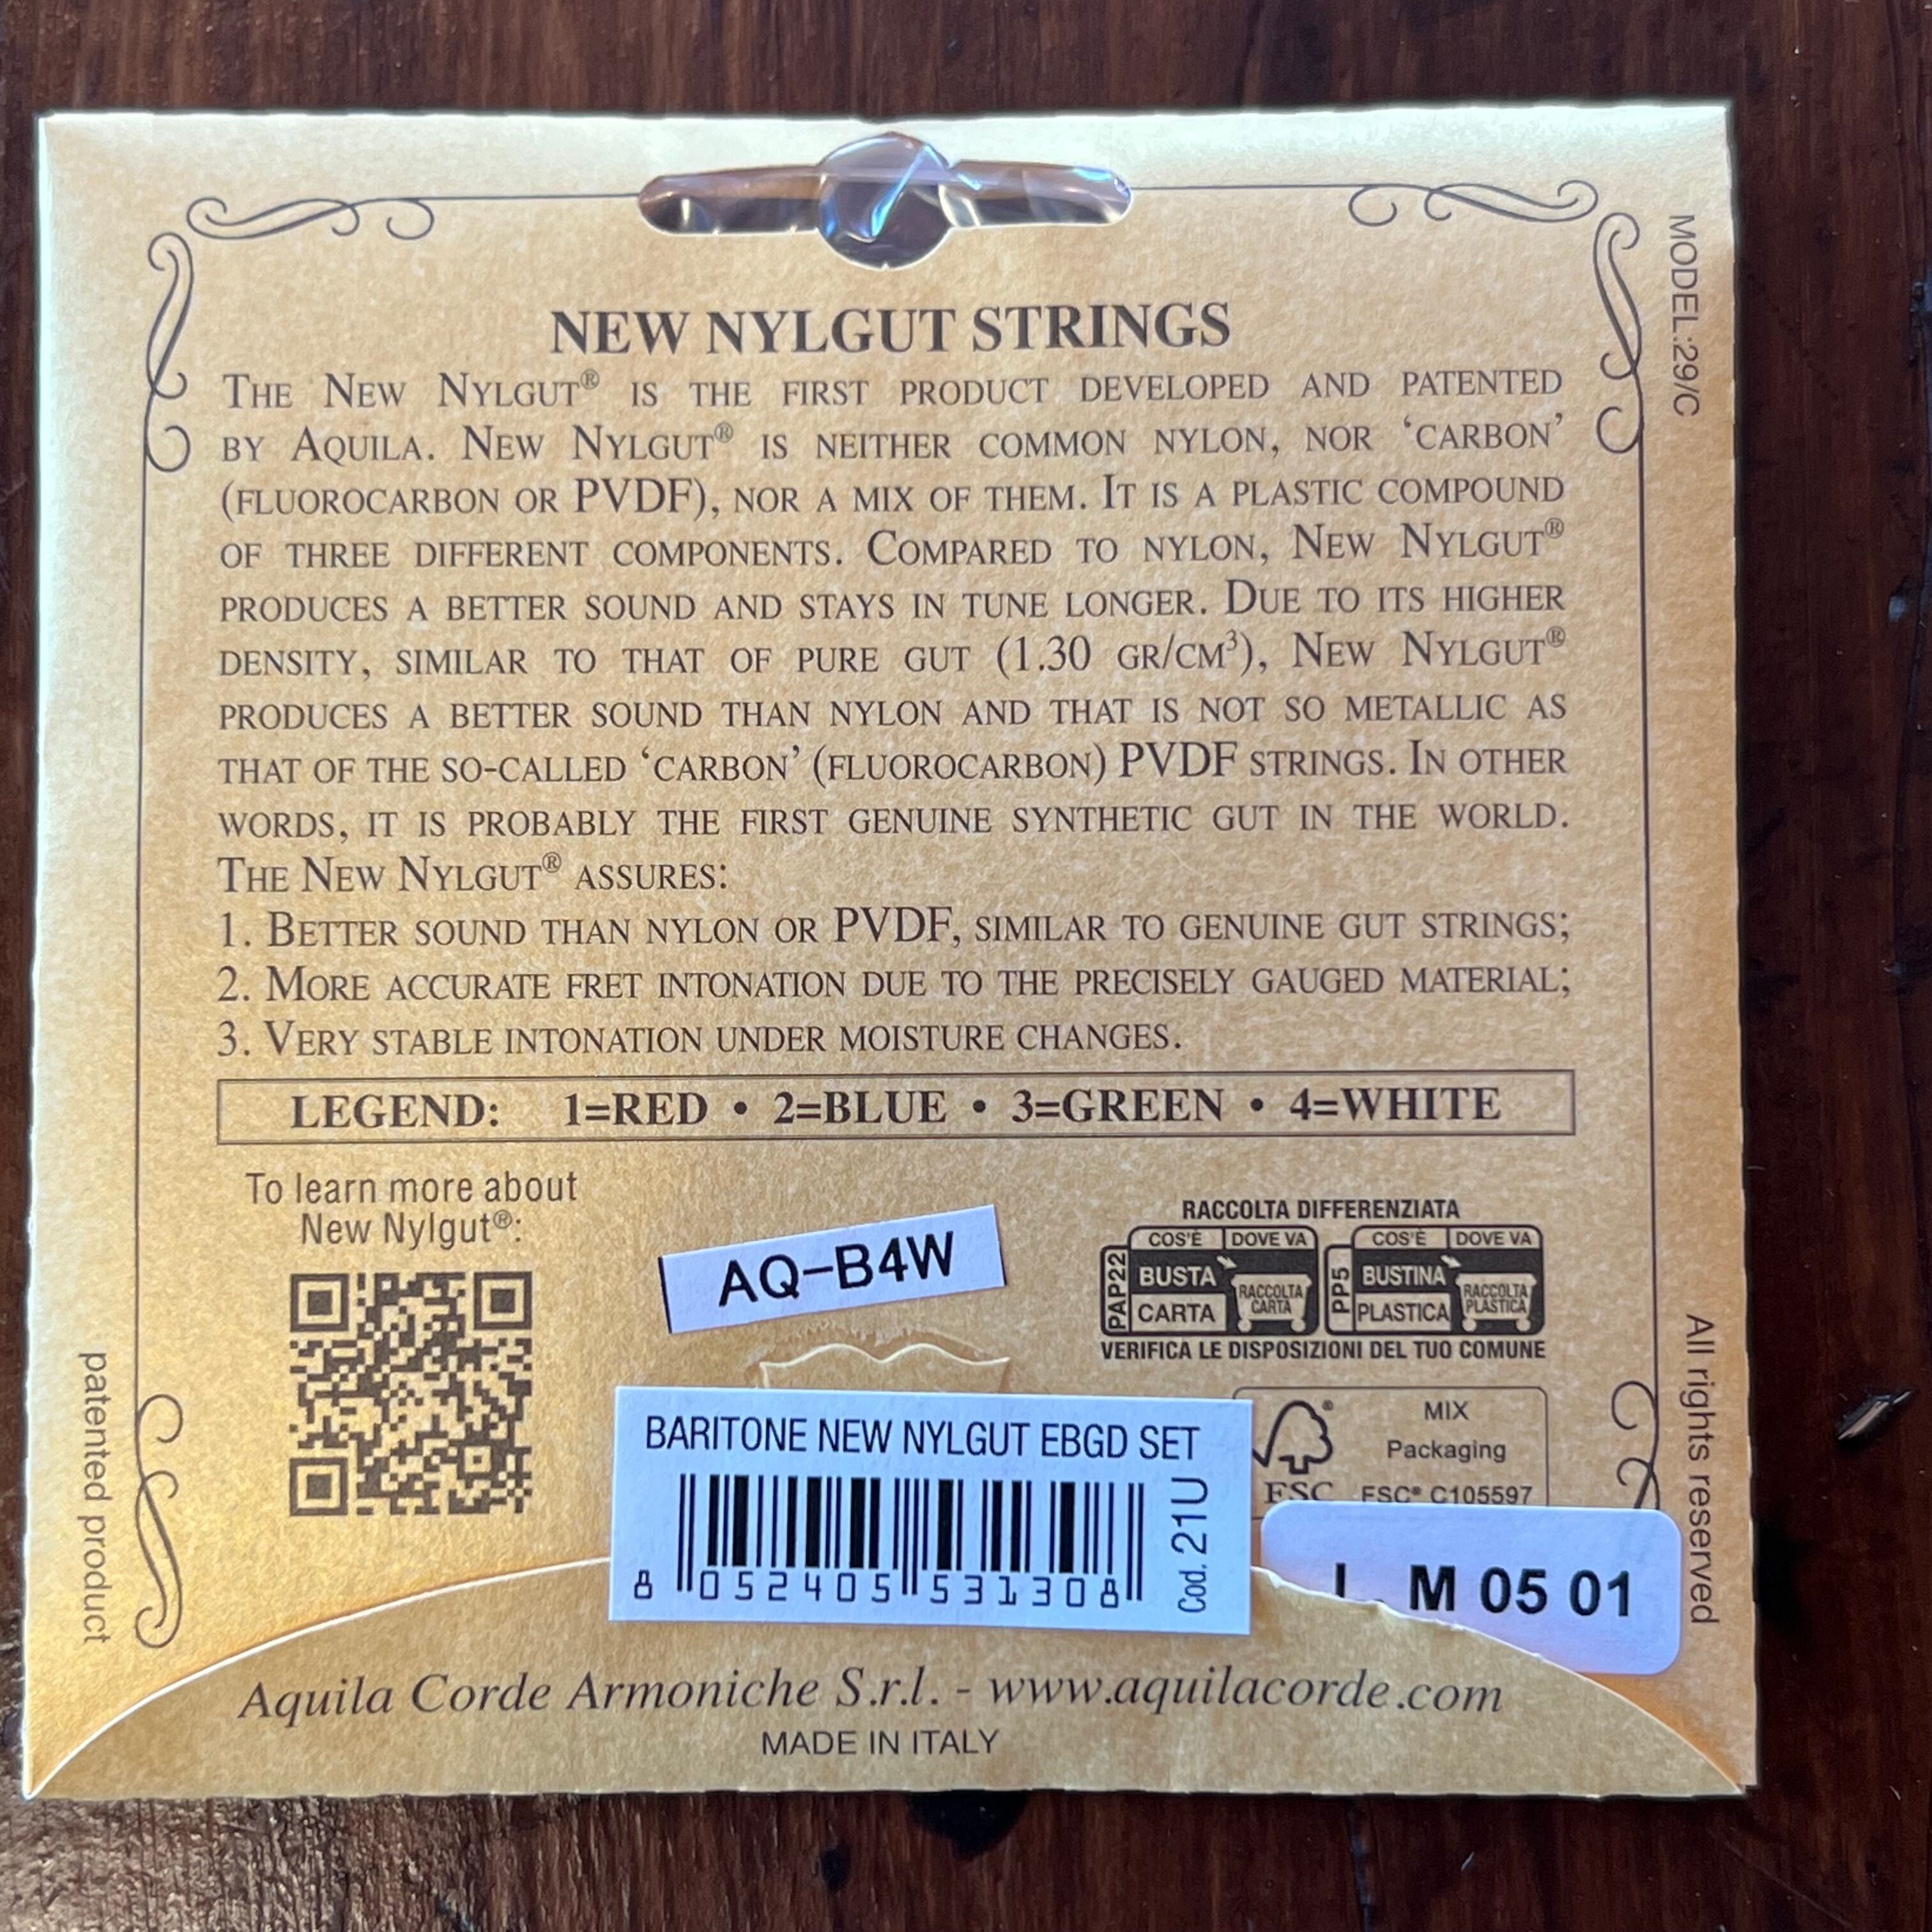 NEW NYLGUT STRINGS
THE NEW NYLGUT® IS THE FIRST PRODUCT DEVELOPED AND PATENTED
BY AQUILA. NEW NYLGUT® IS NEITHER COMMON NYLON, NOR ‘CARBON’
(FLUOROCARBON OR PVDF), NOR A MIX OF THEM. IT IS A PLASTIC COMPOUND
OF THREE DIFFERENT COMPONENTS. COMPARED TO NYLON, NEW NYLGUT®
PRODUCES A BETTER SOUND AND STAYS IN TUNE LONGER. DUE TO ITS HIGHER
DENSITY, SIMILAR TO THAT OF PURE GUT (1.30 GR/CM³), NEW NYLGUT®
PRODUCES A BETTER SOUND THAN NYLON AND THAT IS NOT SO METALLIC AS
THAT OF THE SO-CALLED ‘CARBON’ (FLUOROCARBON) PVDF STRINGS. IN OTHER
WORDS, IT IS PROBABLY THE FIRST GENUINE SYNTHETIC GUT IN THE WORLD.
THE NEW NYLGUT® ASSURES:
1. BETTER SOUND THAN NYLON OR PVDF, SIMILAR TO GENUINE GUT STRINGS;
2. MORE ACCURATE FRET INTONATION DUE TO THE PRECISELY GAUGED MATERIAL;
3. VERY STABLE INTONATION UNDER MOISTURE CHANGES.
LEGEND: 1=RED • 2=BLUE • 3=GREEN • 4=WHITE
To learn more about
New Nylgut®:
AQ-B4W
RACCOLTA DIFFERENZIATA
COS'È DOVE VA
PAP22
BUSTA
CARTA
RACCOLTA
CARTA
COS'È DOVE VA
PP5
BUSTINA
PLASTICA
RACCOLTA
PLASTICA
VERIFICA LE DISPOSIZIONI DEL TUO COMUNE
BARITONE NEW NYLGUT EBGD SET
8 052405 531308
Cod. 21U
MIX
Packaging
FSC FSC® C105597
M 05 01
Aquila Corde Armoniche S.r.l. - www.aquilacorde.com
MADE IN ITALY
patented product
MODEL:29/C
All rights reserved